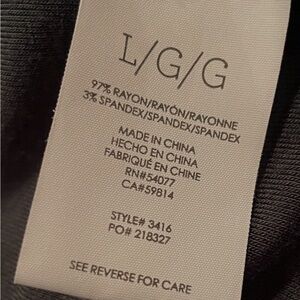 L/G/G
97% RAYON/RAYÓN/RAYONNE
3% SPANDEX/SPANDEX/SPANDEX
MADE IN CHINA
HECHO EN CHINA
FABRIQUÉ EN CHINE
RN#54077
CA#59814
STYLE# 3416
PO# 218327
SEE REVERSE FOR CARE